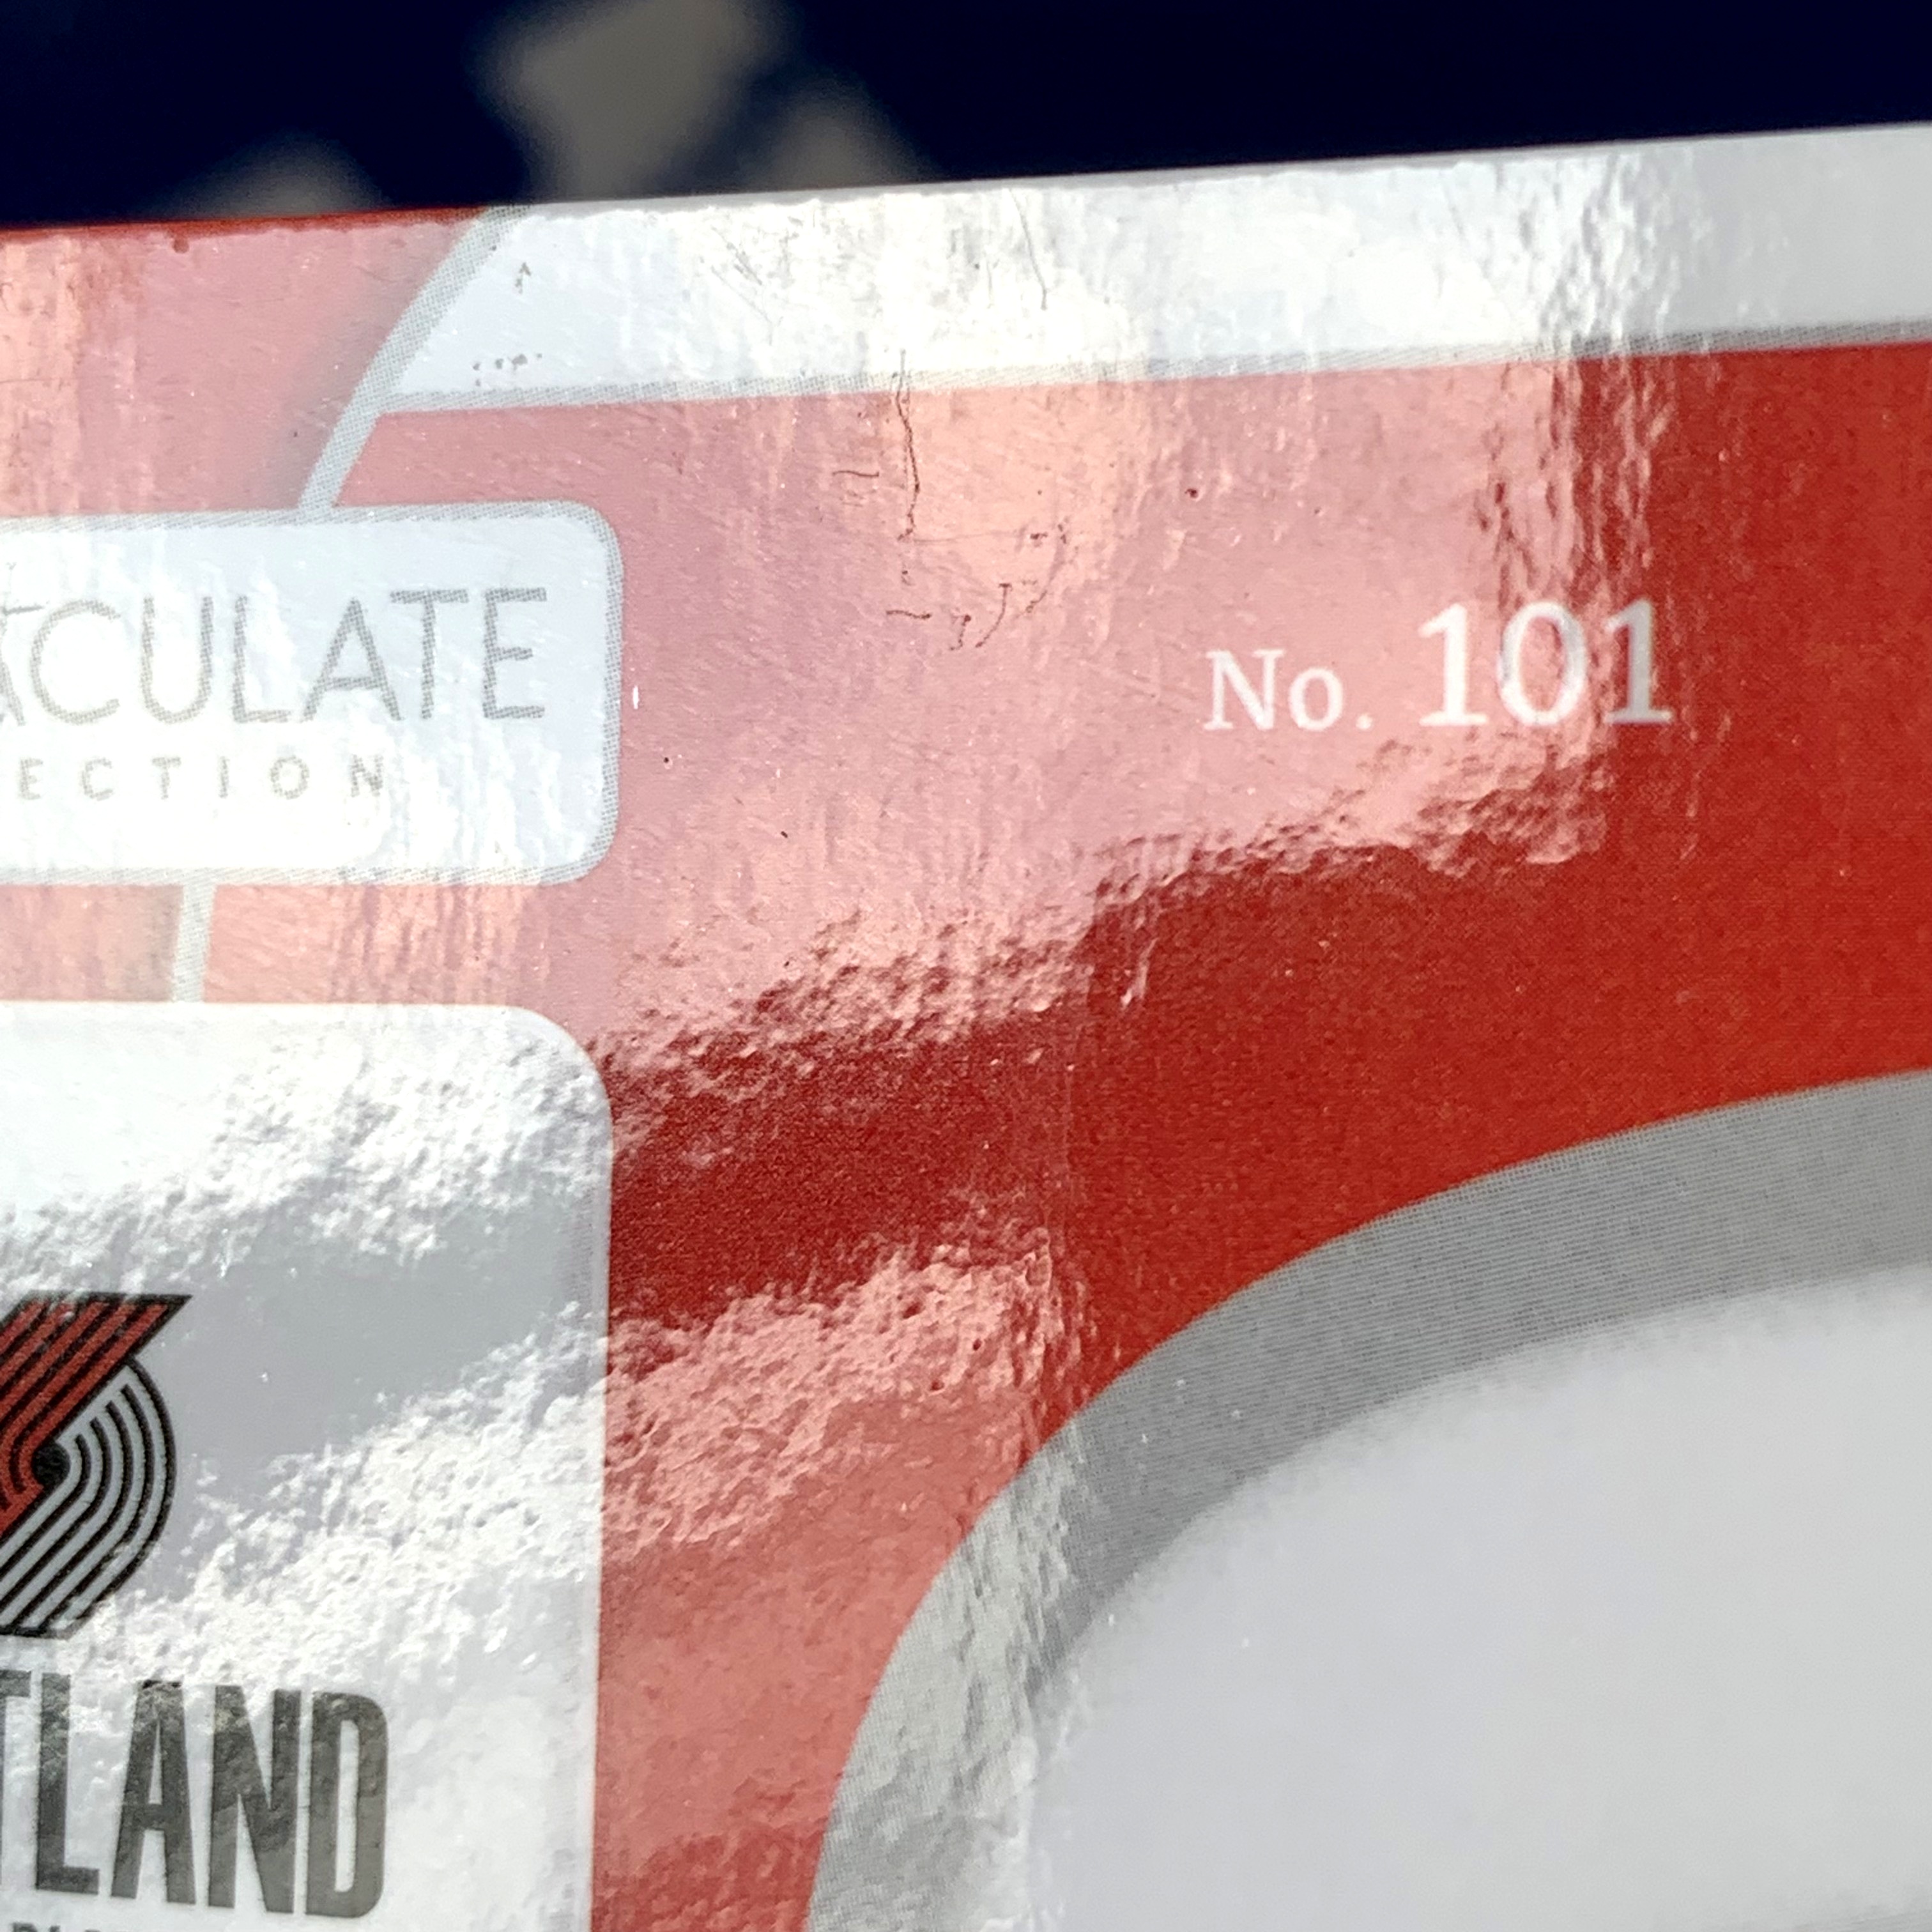 ACULATE
ECTION
No. 101
TLAND